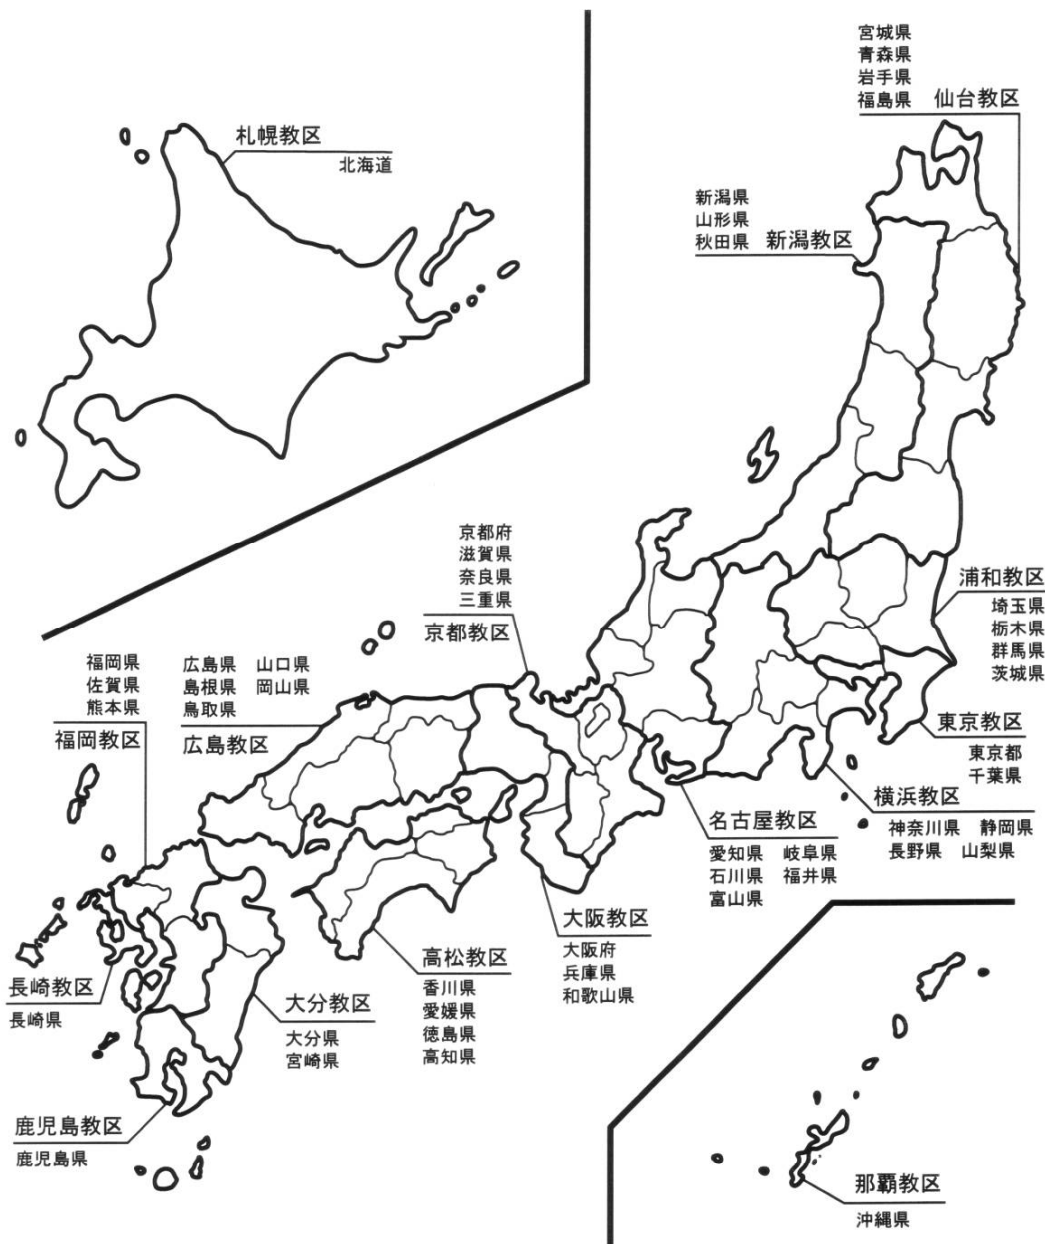 宮城県
青森県
岩手県
福島県 仙台教区
札幌教区
北海道
新潟県
山形県
秋田県 新潟教区
京都府
滋賀県
奈良県
三重県
京都教区
浦和教区
埼玉県
栃木県
群馬県
茨城県
福岡県
佐賀県
熊本県
福岡教区
広島県 山口県
島根県 岡山県
鳥取県
広島教区
東京教区
東京都
千葉県
横浜教区
神奈川県 静岡県
長野県 山梨県
名古屋教区
愛知県 岐阜県
石川県 福井県
富山県
大阪教区
大阪府
兵庫県
和歌山県
高松教区
香川県
愛媛県
徳島県
高知県
長崎教区
長崎県
大分教区
大分県
宮崎県
鹿児島教区
鹿児島県
那覇教区
沖縄県